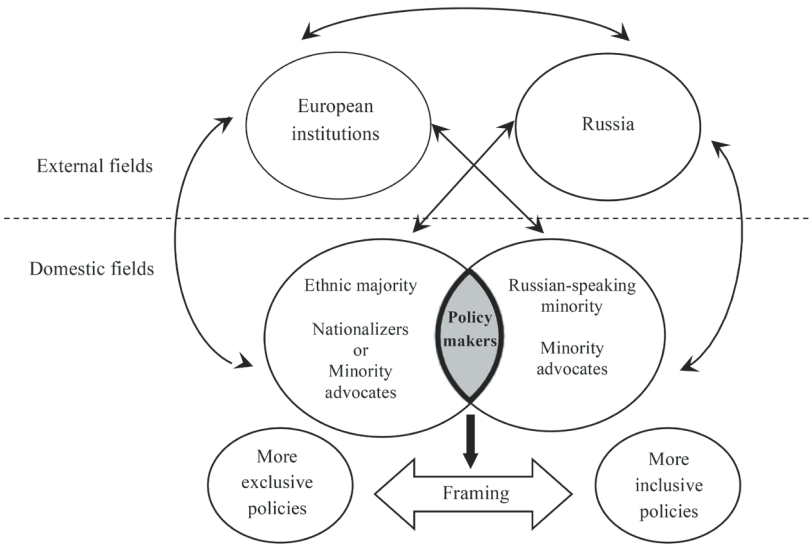 European
institutions
Russia
External fields
Domestic fields
Ethnic majority
Nationalizers
or
Minority
advocates
Policy
makers
Russian-speaking
minority
Minority
advocates
More
exclusive
policies
Framing
More
inclusive
policies